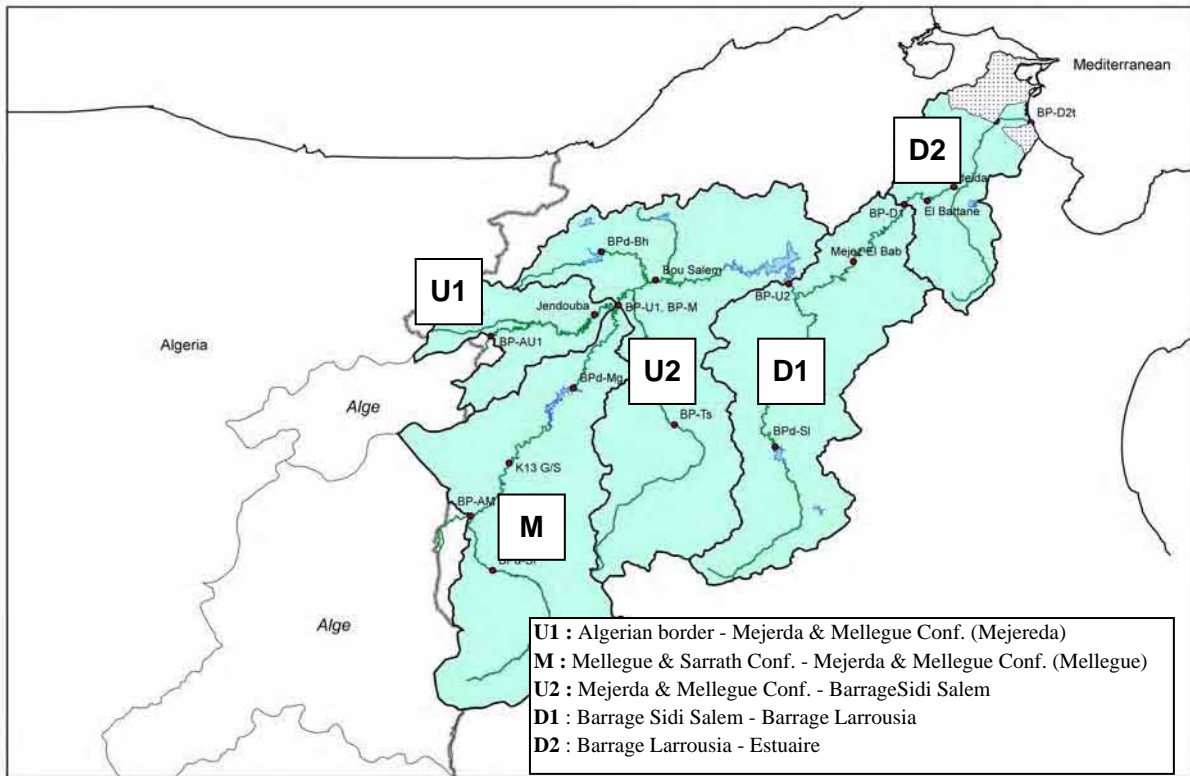 Mediterranean
BP-D2t
D2
El Battane
BP-D1
Mejez El Bab
BPd-Bh
Bou Salem
BP-U2
U1
Jendouba
BP-U1, BP-M
Algeria
BP-AU1
U2
D1
BPd-Mg
Alge
BP-Ts
BPd-Sl
K13 G/S
BP-AM
M
Alge
U1 : Algerian border - Mejerda & Mellegue Conf. (Mejereda)
M : Mellegue & Sarrath Conf. - Mejerda & Mellegue Conf. (Mellegue)
U2 : Mejerda & Mellegue Conf. - BarrageSidi Salem
D1 : Barrage Sidi Salem - Barrage Larrousia
D2 : Barrage Larrousia - Estuaire